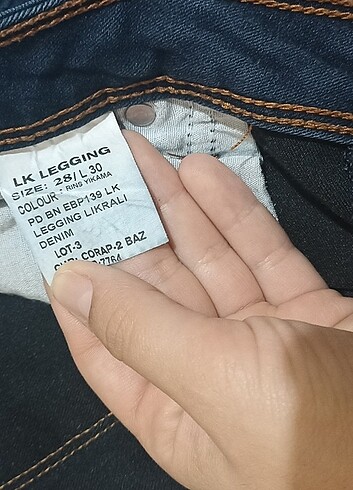 LK LEGGING
SIZE: 28/L 30
COLOUR : RINS YIKAMA
PD BN EBP139 LK
LEGGING LIKRALI
DENIM
LOT-3
CORAP-2 BAZ
7764